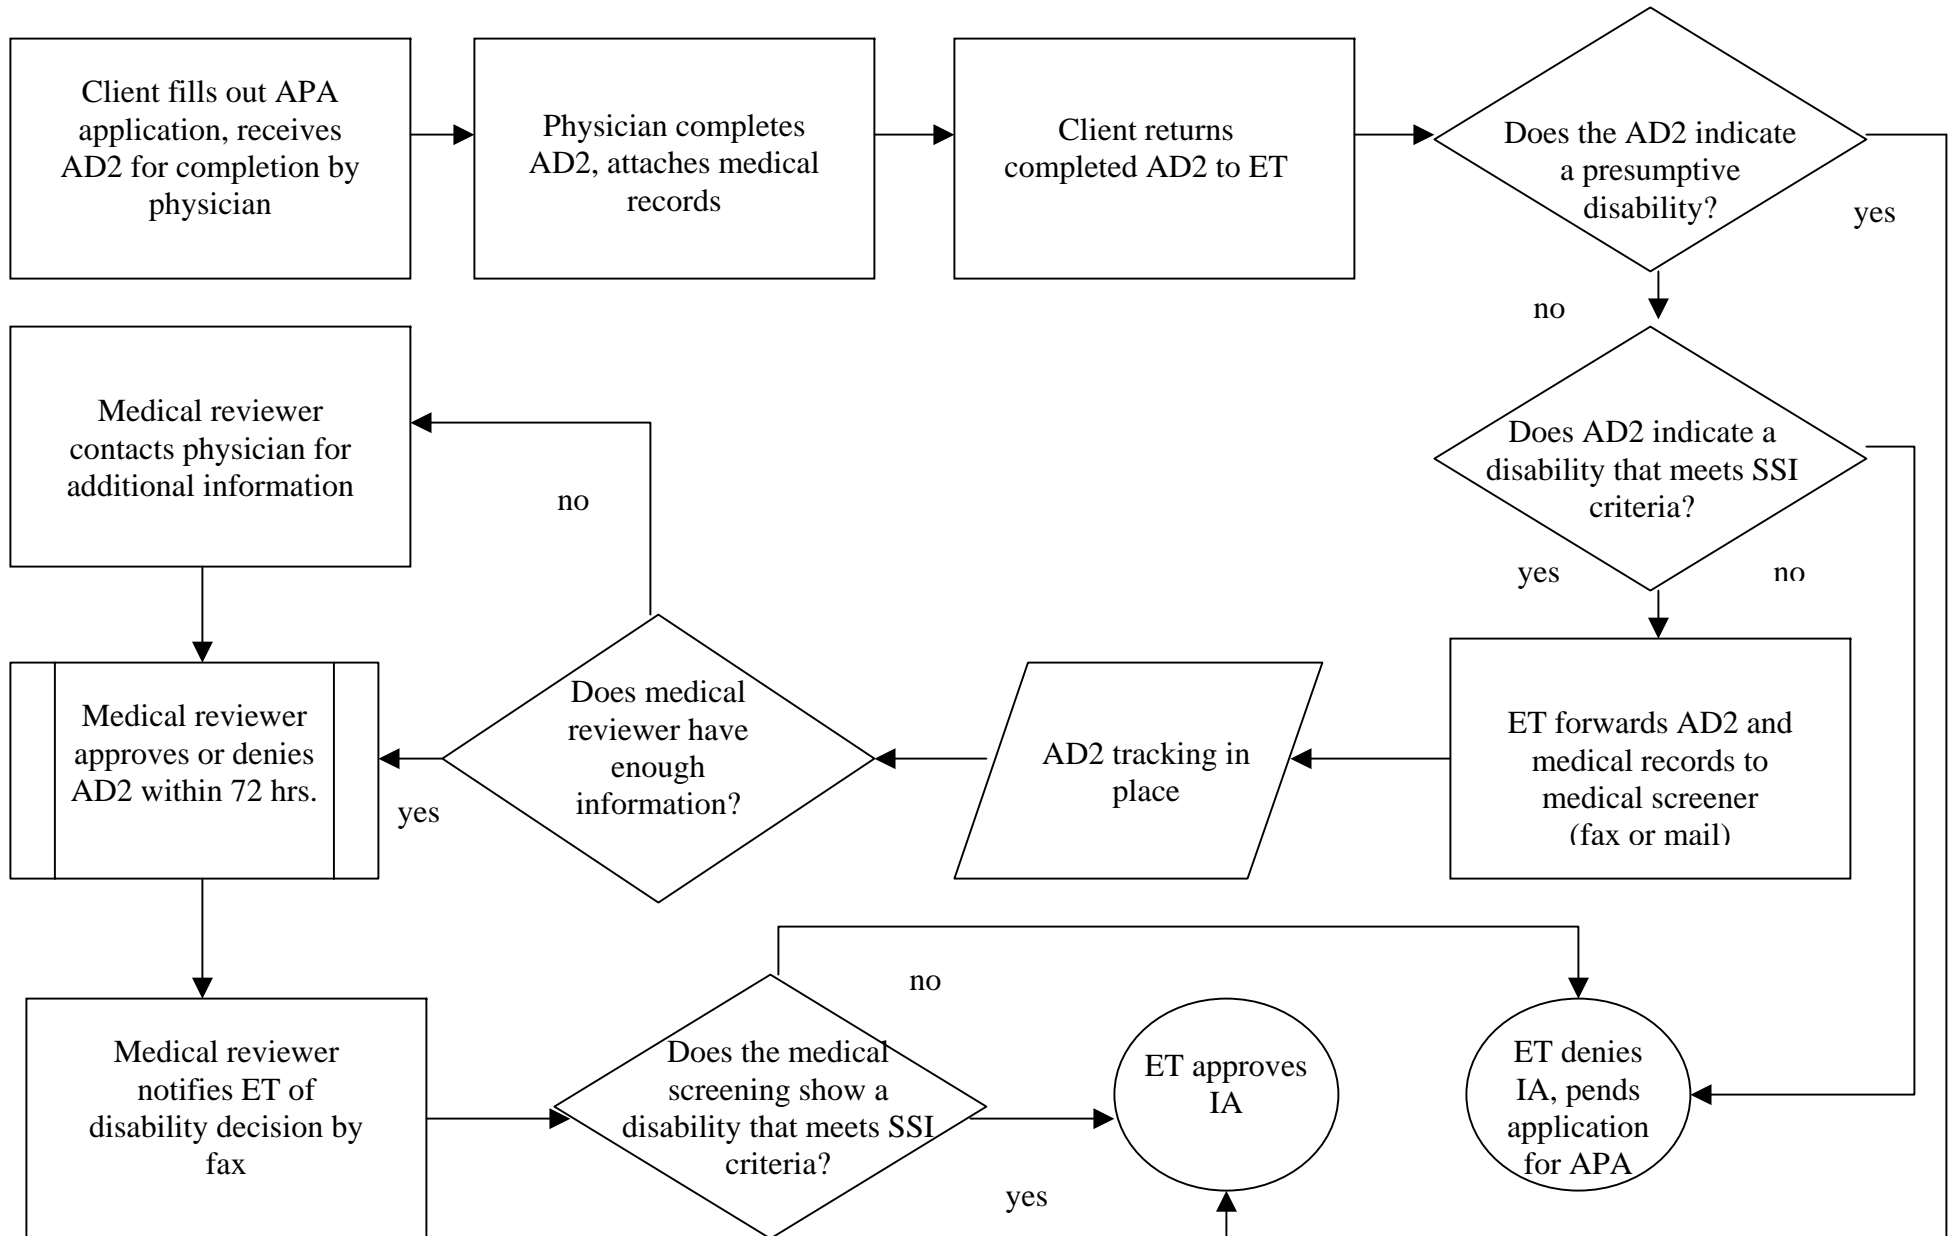 Client fills out APA
application, receives
AD2 for completion by
physician
Physician completes
AD2, attaches medical
records
Client returns
completed AD2 to ET
Does the AD2 indicate
a presumptive
disability?
yes
no
Medical reviewer
contacts physician for
additional information
no
Does AD2 indicate a
disability that meets SSI
criteria?
yes
no
Medical reviewer
approves or denies
AD2 within 72 hrs.
yes
Does medical
reviewer have
enough
information?
AD2 tracking in
place
ET forwards AD2 and
medical records to
medical screener
(fax or mail)
no
Medical reviewer
notifies ET of
disability decision by
fax
Does the medical
screening show a
disability that meets SSI
criteria?
yes
ET approves
IA
ET denies
IA, pends
application
for APA